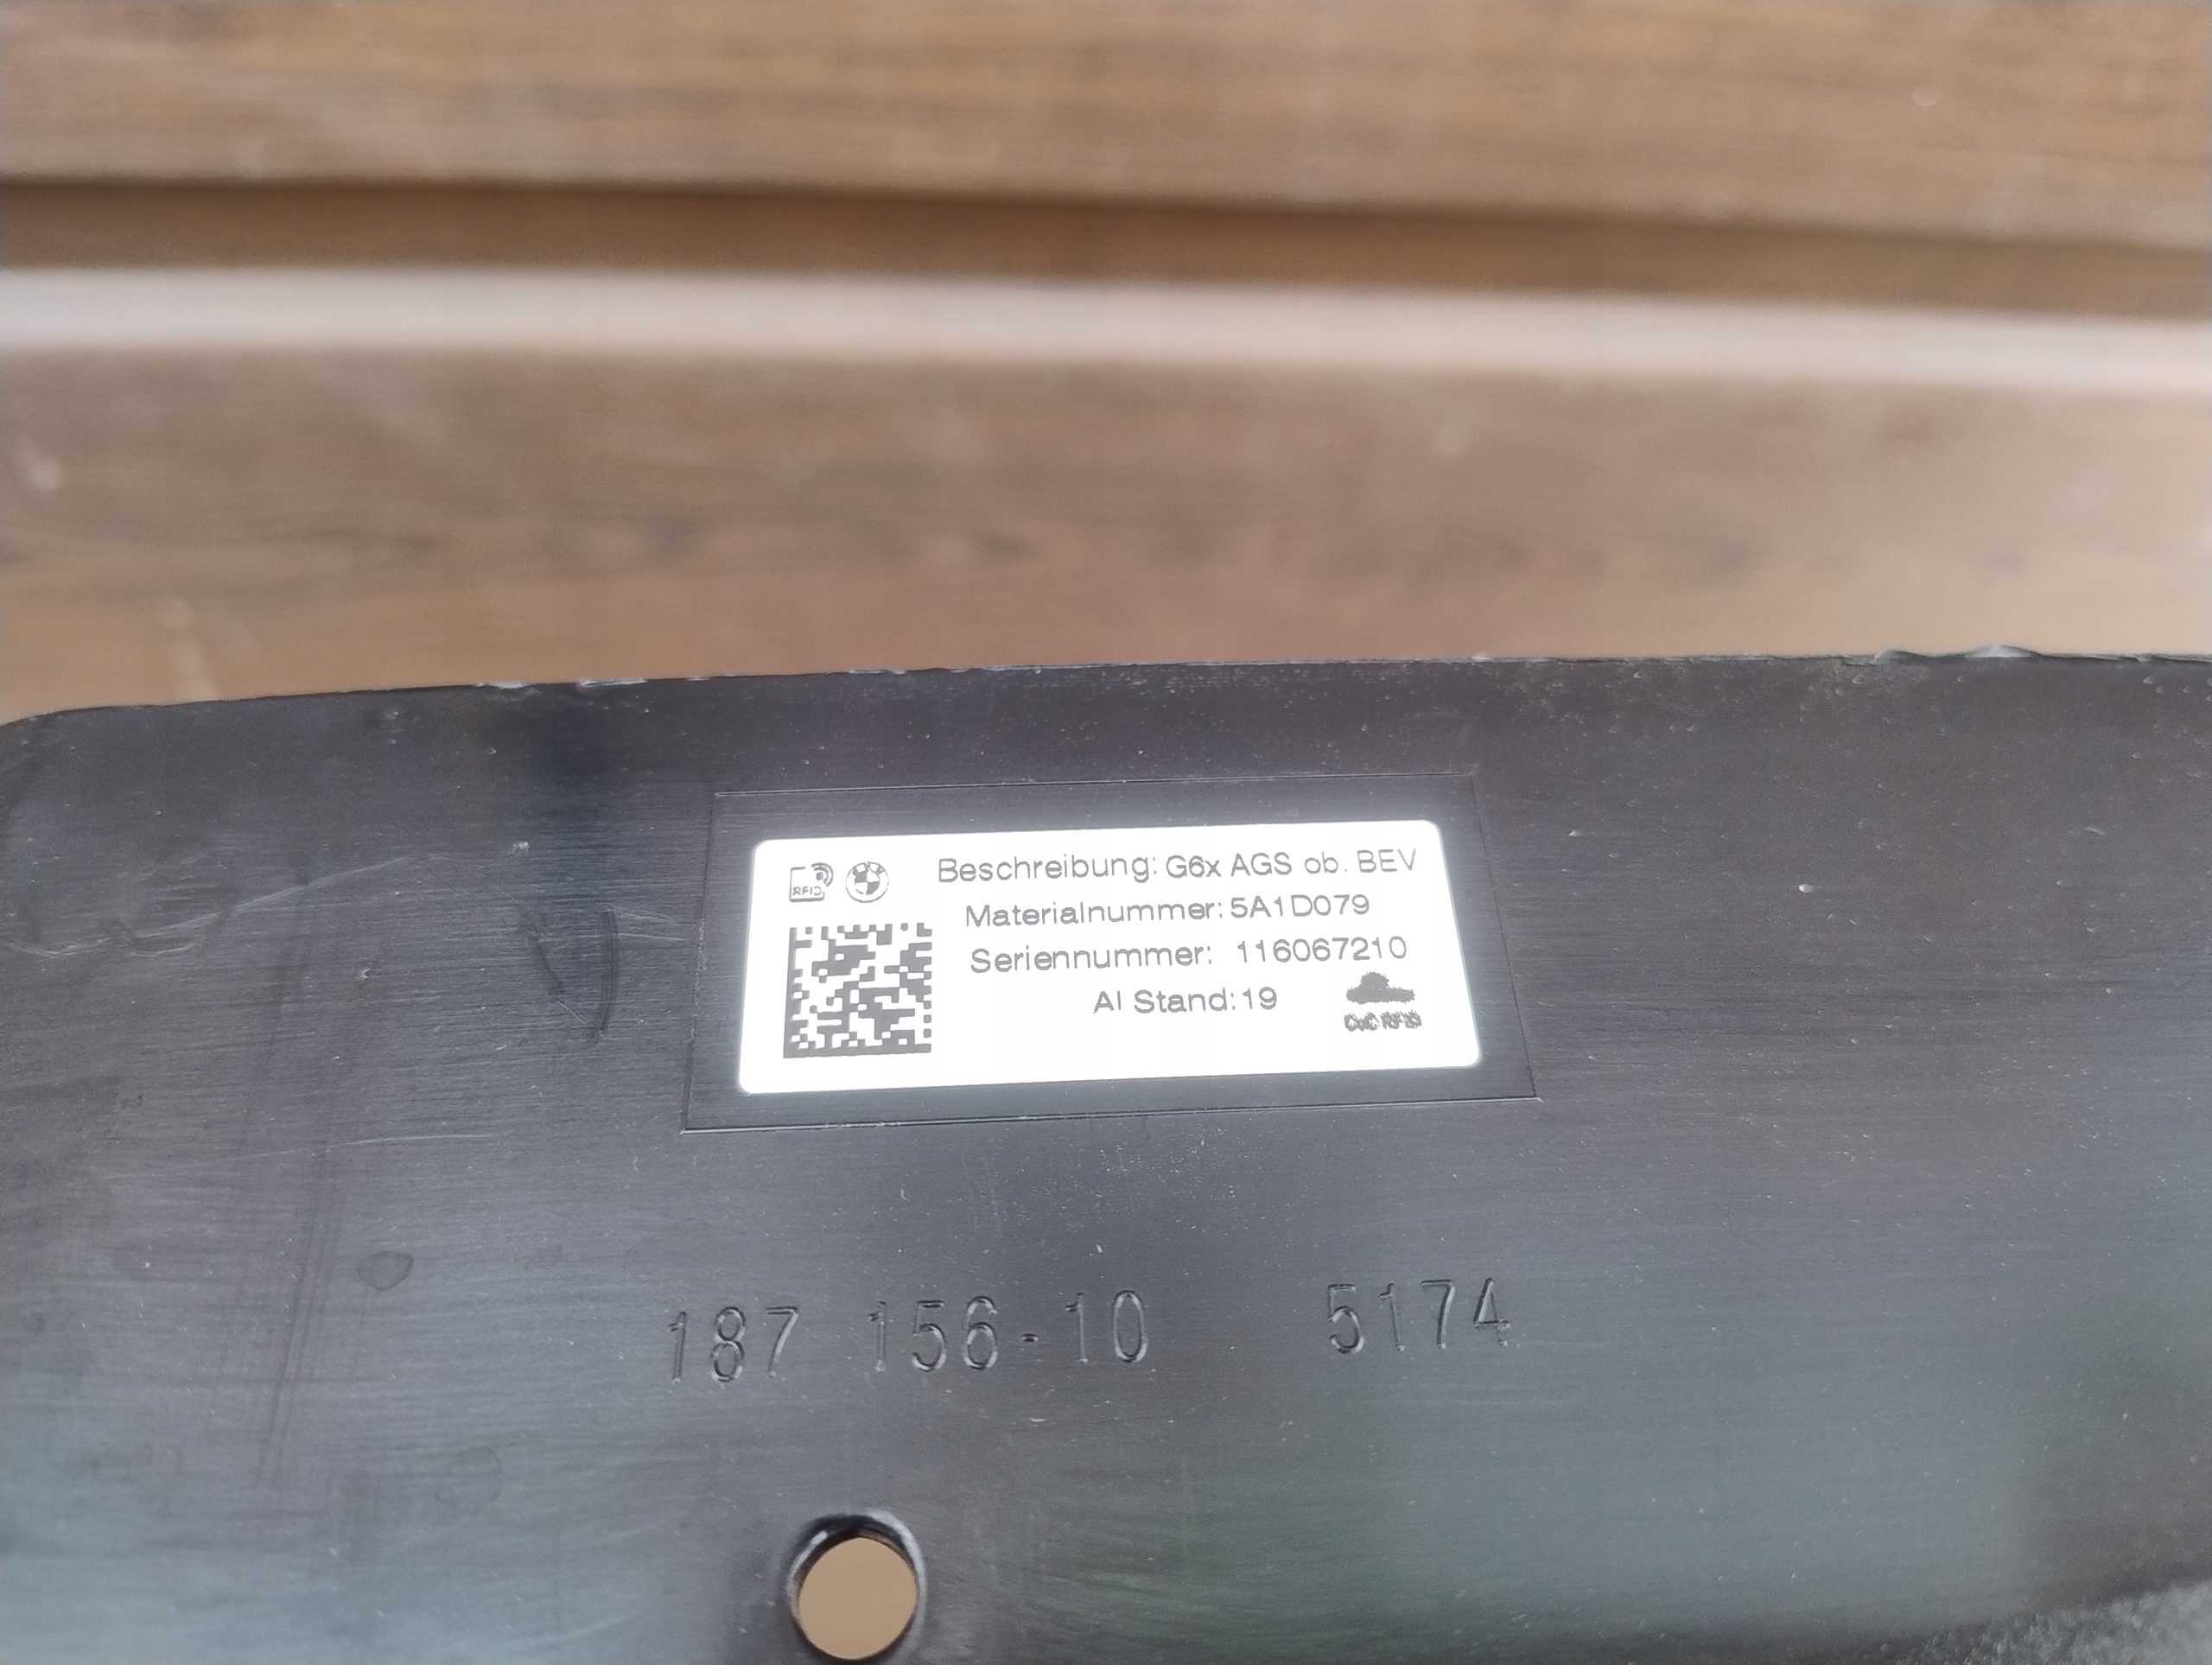 RFID
Beschreibung: G6x AGS ob. BEV
Materialnummer: 5A1D079
Seriennummer: 116067210
AI Stand: 19
187 156-10 5174